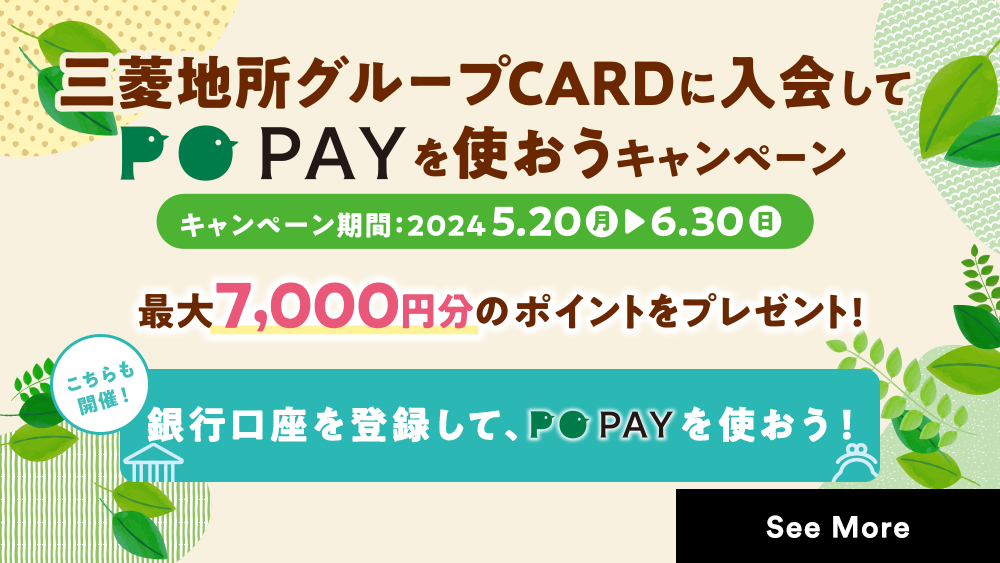 三菱地所グループCARDに入会して
PO PAYを使おうキャンペーン
キャンペーン期間:2024 5.20月▶6.30日
最大7,000円分のポイントをプレゼント!
こちらも
開催!
銀行口座を登録して、PO PAYを使おう!
See More